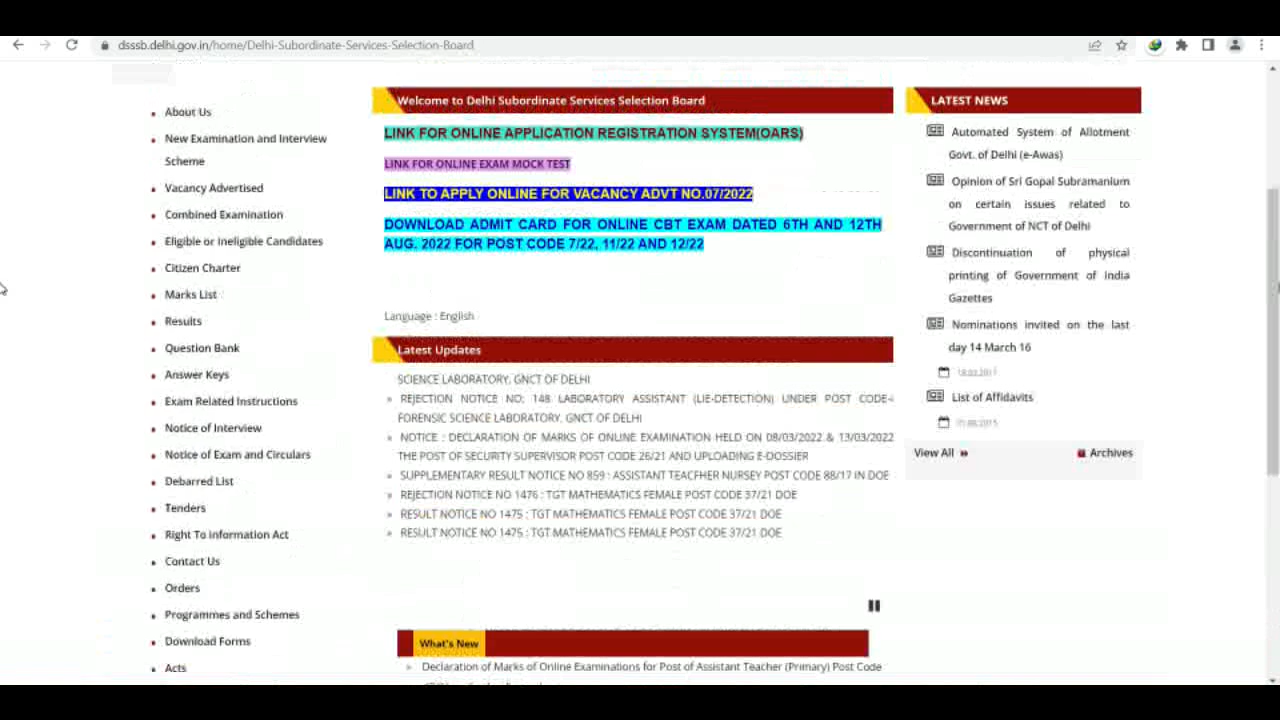 dsssb.delhi.gov.in/home/Delhi-Subordinate-Services-Selection-Board
About Us
New Examination and Interview
Scheme
Vacancy Advertised
Combined Examination
Eligible or Ineligible Candidates
Citizen Charter
Marks List
Results
Question Bank
Answer Keys
Exam Related Instructions
Notice of Interview
Notice of Exam and Circulars
Debarred List
Tenders
Right To information Act
Contact Us
Orders
Programmes and Schemes
Download Forms
Acts
Welcome to Delhi Subordinate Services Selection Board
LINK FOR ONLINE APPLICATION REGISTRATION SYSTEM(OARS)
LINK FOR ONLINE EXAM MOCK TEST
LINK TO APPLY ONLINE FOR VACANCY ADVT NO.07/2022
DOWNLOAD ADMIT CARD FOR ONLINE CBT EXAM DATED 6TH AND 12TH
AUG, 2022 FOR POST CODE 7/22, 11/22 AND 12/22
Language : English
Latest Updates
SCIENCE LABORATORY, GNCT OF DELHI
» REJECTION NOTICE NO; 148 LABORATORY ASSISTANT (LIE-DETECTION) UNDER POST CODE-
FORENSIC SCIENCE LABORATORY, GNCT OF DELHI
» NOTICE : DECLARATION OF MARKS OF ONLINE EXAMINATION HELD ON 08/03/2022 & 13/03/2022
THE POST OF SECURITY SUPERVISOR POST CODE 26/21 AND UPLOADING E-DOSSIER
» SUPPLEMENTARY RESULT NOTICE NO 859 : ASSISTANT TEACFHER NURSEY POST CODE 88/17 IN DOE
» REJECTION NOTICE NO 1476 : TGT MATHEMATICS FEMALE POST CODE 37/21 DOE
» RESULT NOTICE NO 1475 : TGT MATHEMATICS FEMALE POST CODE 37/21 DOE
» RESULT NOTICE NO 1475 : TGT MATHEMATICS FEMALE POST CODE 37/21 DOE
What's New
» Declaration of Marks of Online Examinations for Post of Assistant Teacher (Primary) Post Code
LATEST NEWS
Automated System of Allotment
Govt. of Delhi (e-Awas)
Opinion of Sri Gopal Subramanium
on certain issues related to
Government of NCT of Delhi
Discontinuation of physical
printing of Government of India
Gazettes
Nominations invited on the last
day 14 March 16
List of Affidavits
View All »
Archives